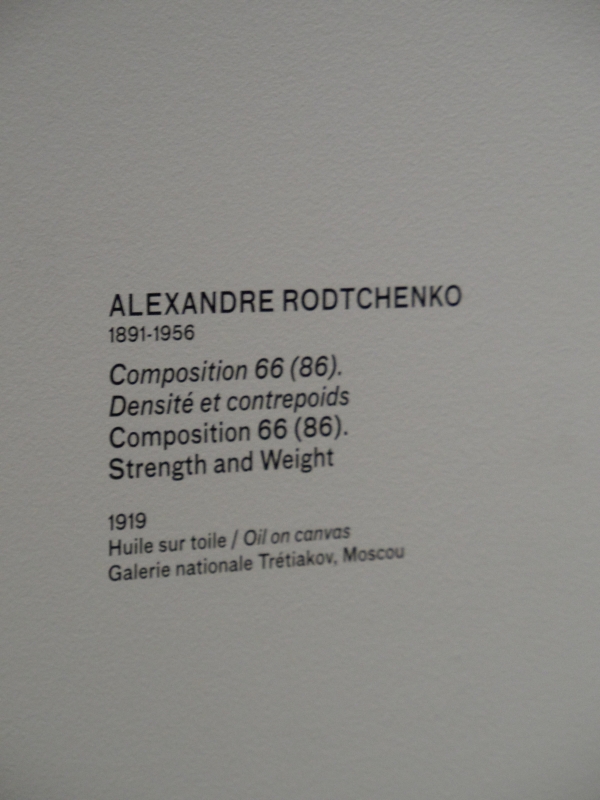 ALEXANDRE RODTCHENKO
1891-1956
Composition 66 (86).
Densité et contrepoids
Composition 66 (86).
Strength and Weight
1919
Huile sur toile / Oil on canvas
Galerie nationale Trétiakov, Moscou